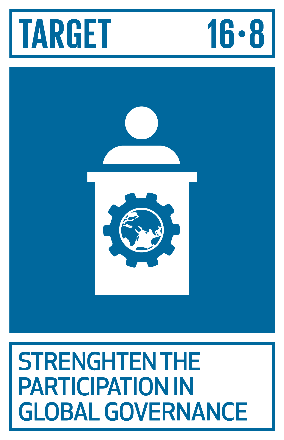 TARGET 16·8
STRENGHTEN THE
PARTICIPATION IN
GLOBAL GOVERNANCE